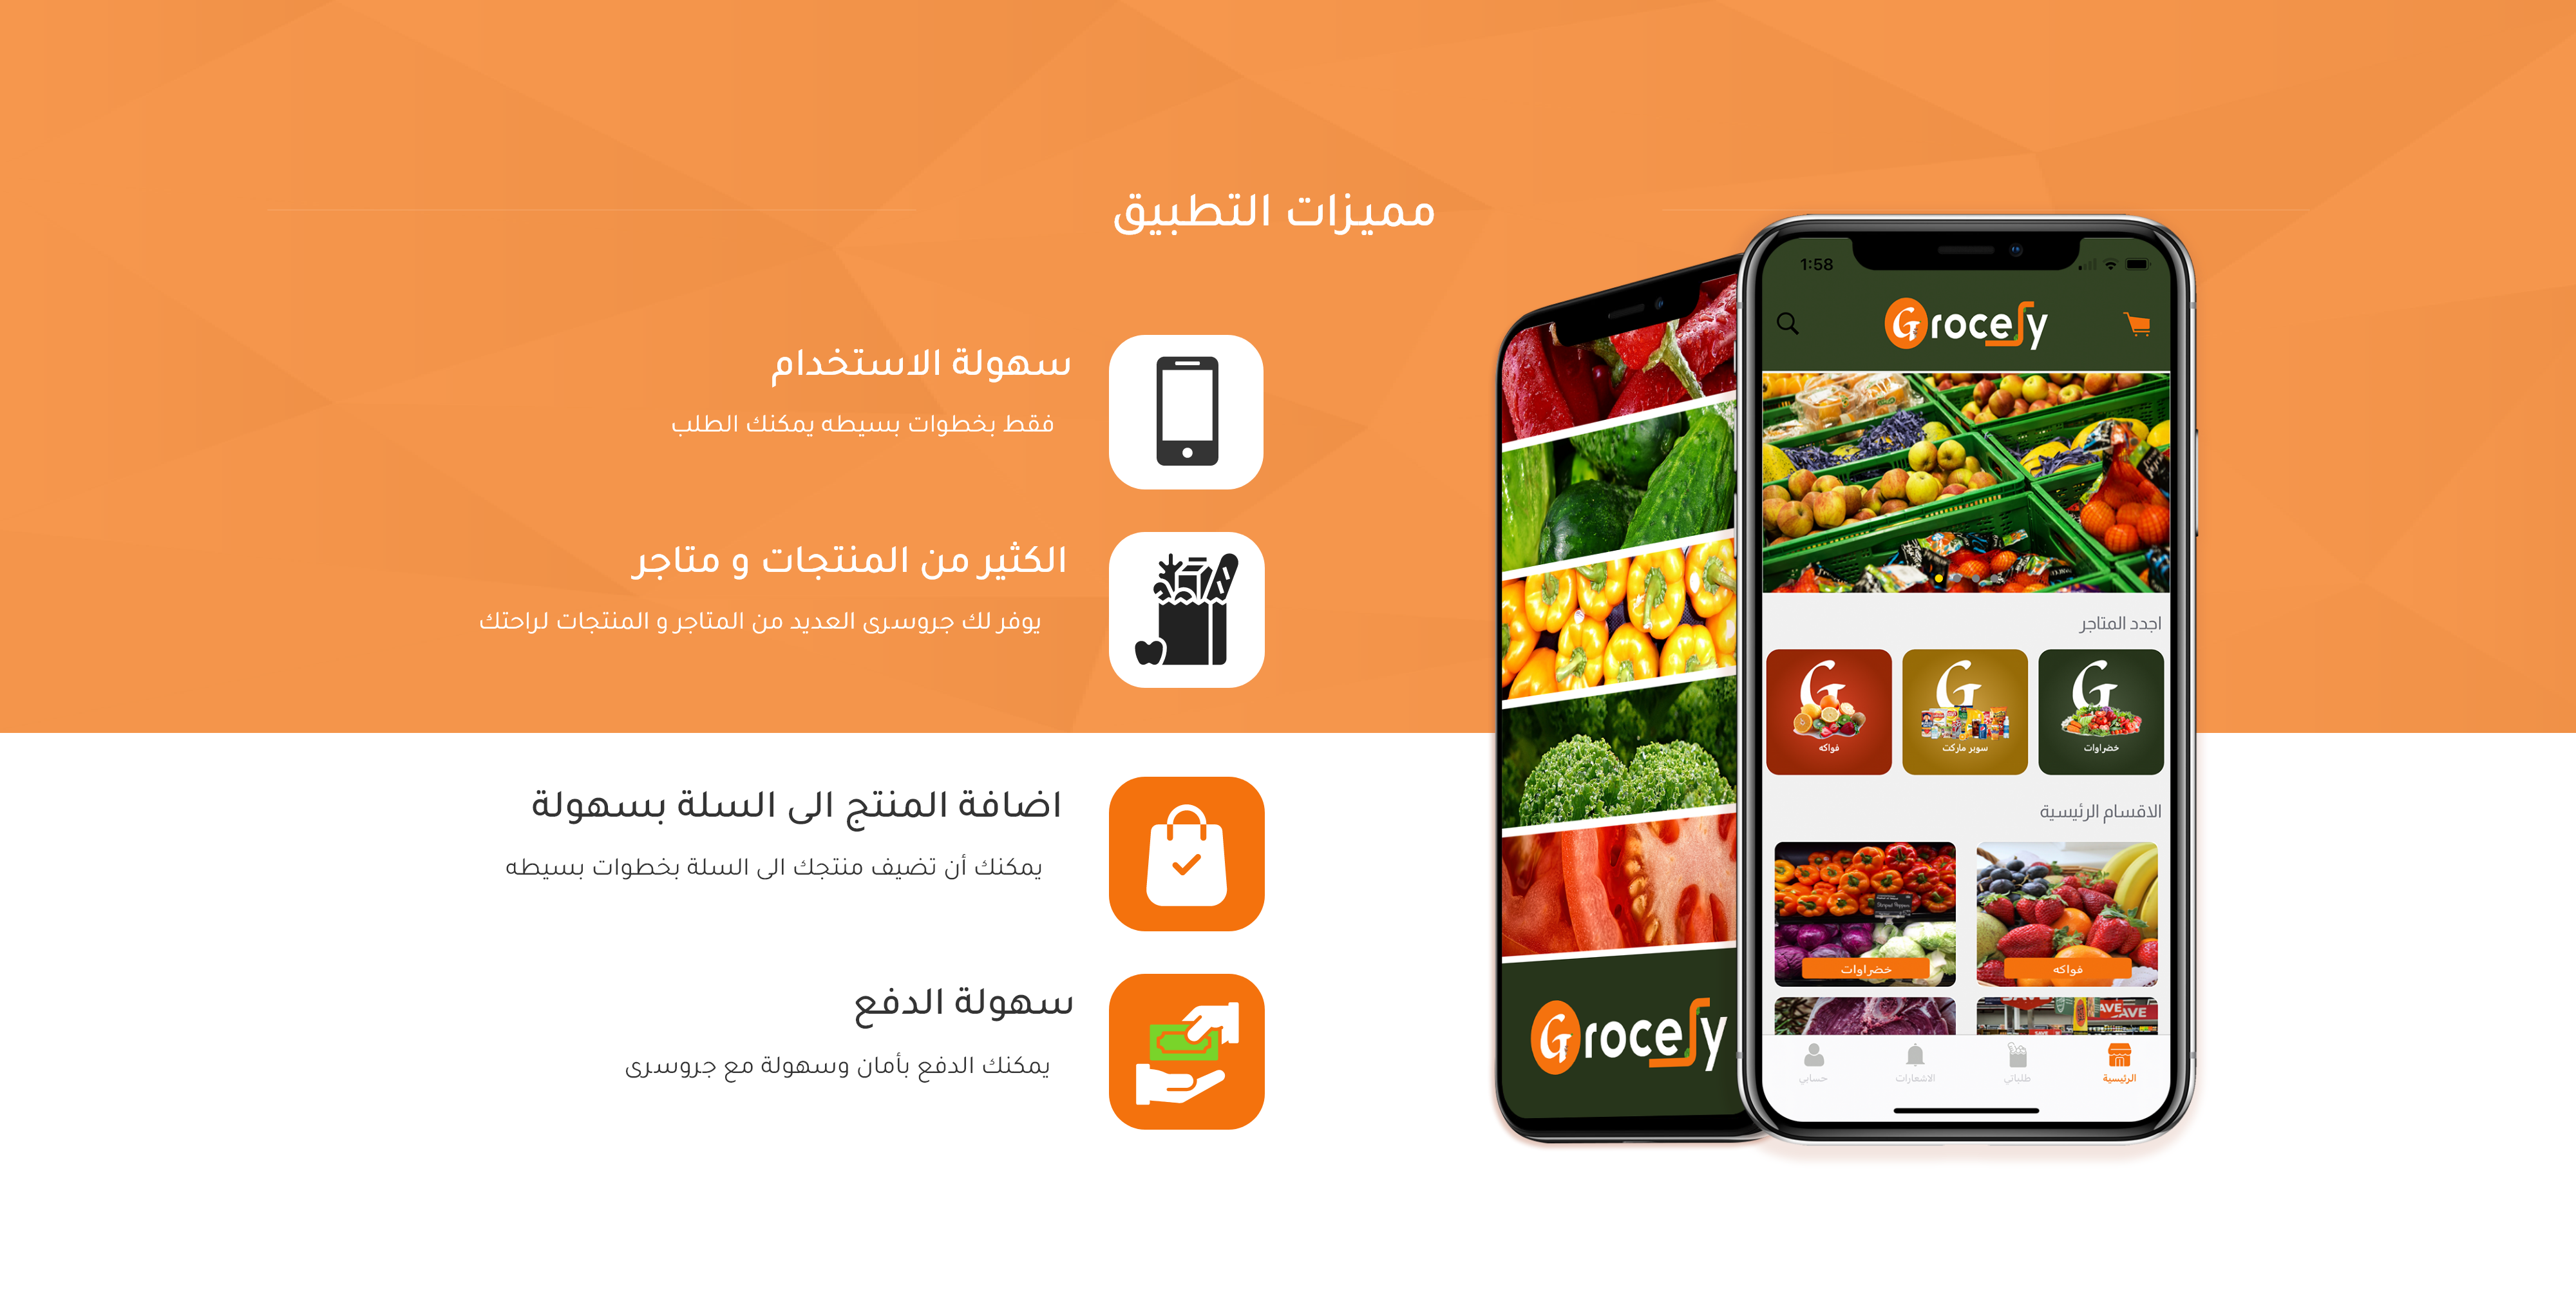 مميزات التطبيق
سهولة الاستخدام
فقط بخطوات بسيطه يمكنك الطلب
الكثير من المنتجات و متاجر
يوفر لك جروسرى العديد من المتاجر و المنتجات لراحتك
اضافة المنتج الى السلة بسهولة
يمكنك أن تضيف منتجك الى السلة بخطوات بسيطه
سهولة الدفع
يمكنك الدفع بأمان وسهولة مع جروسرى
1:58
Grocery
اجدد المتاجر
خضراوات
سوبر ماركت
فواكه
الاقسام الرئيسية
فواكه
خضراوات
SAVE
الرئيسية
طلباتي
الاشعارات
حسابي
Grocery